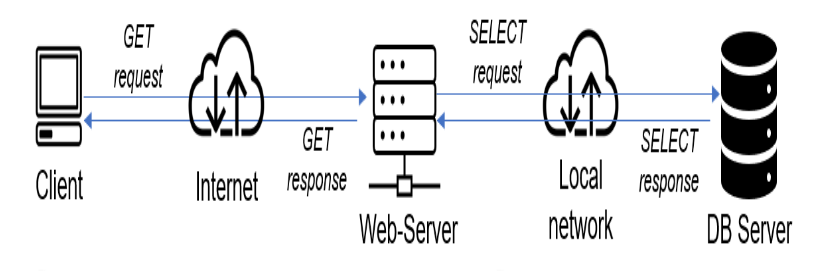 GET
request
SELECT
request
GET
response
SELECT
response
Client
Internet
Web-Server
Local
network
DB Server